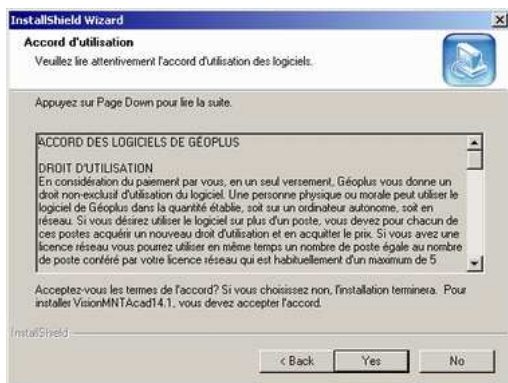 InstallShield Wizard
Accord d'utilisation
Veuillez lire attentivement l'accord d'utilisation des logiciels.
Appuyez sur Page Down pour lire la suite.
ACCORD DES LOGICIELS DE GÉOPLUS
DROIT D'UTILISATION
En considération du paiement par vous, en un seul versement, Géoplus vous donne un
droit non-exclusif d'utilisation du logiciel. Une personne physique ou morale peut utiliser le
logiciel de Géoplus dans la quantité établie, soit sur un ordinateur autonome, soit en
réseau. Si vous désirez utiliser le logiciel sur plus d'un poste, vous devez pour chacun de
ces postes acquérir un nouveau droit d'utilisation et en acquitter le prix. Si vous avez une
licence réseau vous pourrez utiliser en même temps un nombre de poste égale au nombre
de poste conféré par votre licence réseau qui est habituellement d'un maximum de 5
Acceptez-vous les termes de l'accord? Si vous choisissez non, l'installation terminera. Pour
installer VisionMNTAcad14.1, vous devez accepter l'accord.
InstallShield
< Back Yes No